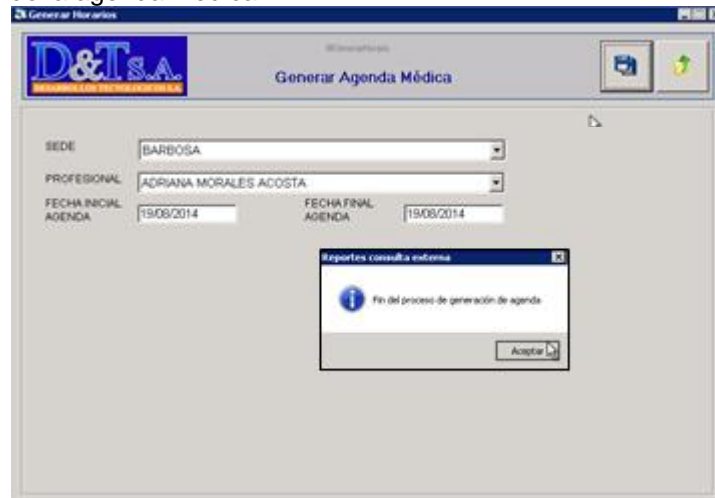 Generar Horarios
D&T S.A.
DESARROLLOS TECNOLOGICOS S.A.
Generar Agenda Médica
SEDE
BARBOSA
PROFESIONAL
ADRIANA MORALES ACOSTA
FECHA INICIAL AGENDA
19/08/2014
FECHA FINAL AGENDA
19/08/2014
Reportes consulta externa
Fin del proceso de generación de agenda
Aceptar